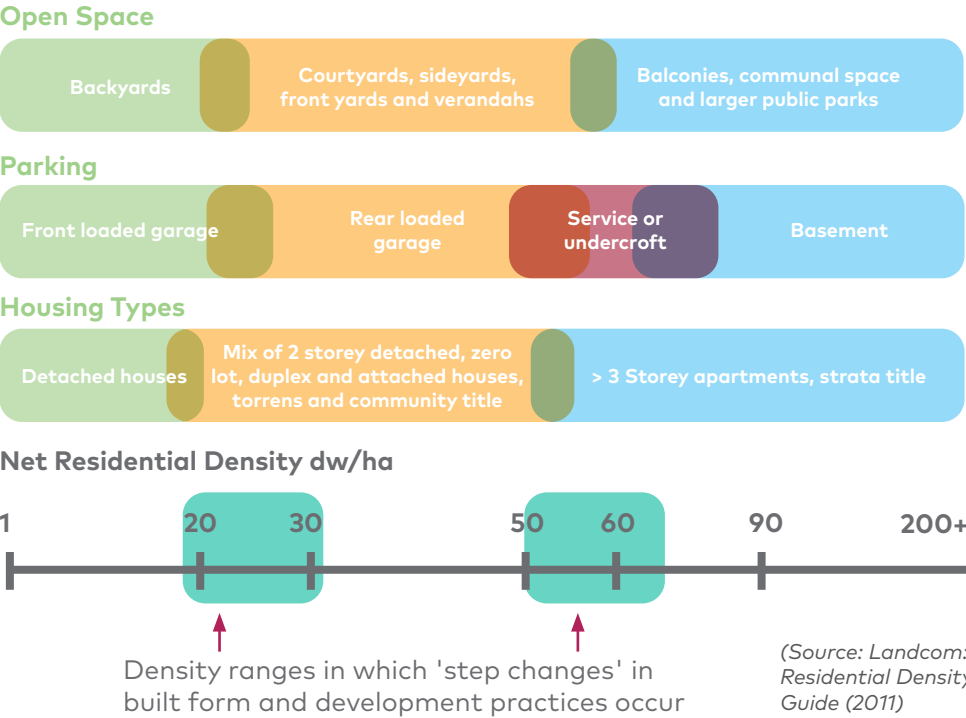 Open Space
Backyards
Courtyards, sideyards,
front yards and verandahs
Balconies, communal space
and larger public parks
Parking
Front loaded garage
Rear loaded
garage
Service or
undercroft
Basement
Housing Types
Detached houses
Mix of 2 storey detached, zero
lot, duplex and attached houses,
torrens and community title
> 3 Storey apartments, strata title
Net Residential Density dw/ha
1 20 30 50 60 90 200+
Density ranges in which 'step changes' in
built form and development practices occur
(Source: Landcom:
Residential Density
Guide (2011)